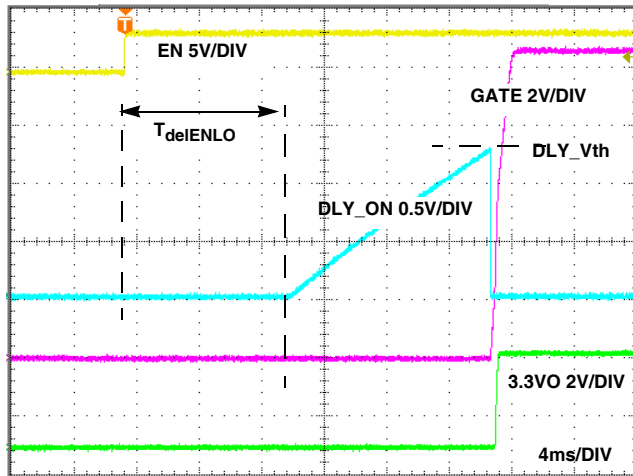 T
EN 5V/DIV
GATE 2V/DIV
TdelENLO
DLY_Vth
DLY_ON 0.5V/DIV
3.3VO 2V/DIV
4ms/DIV